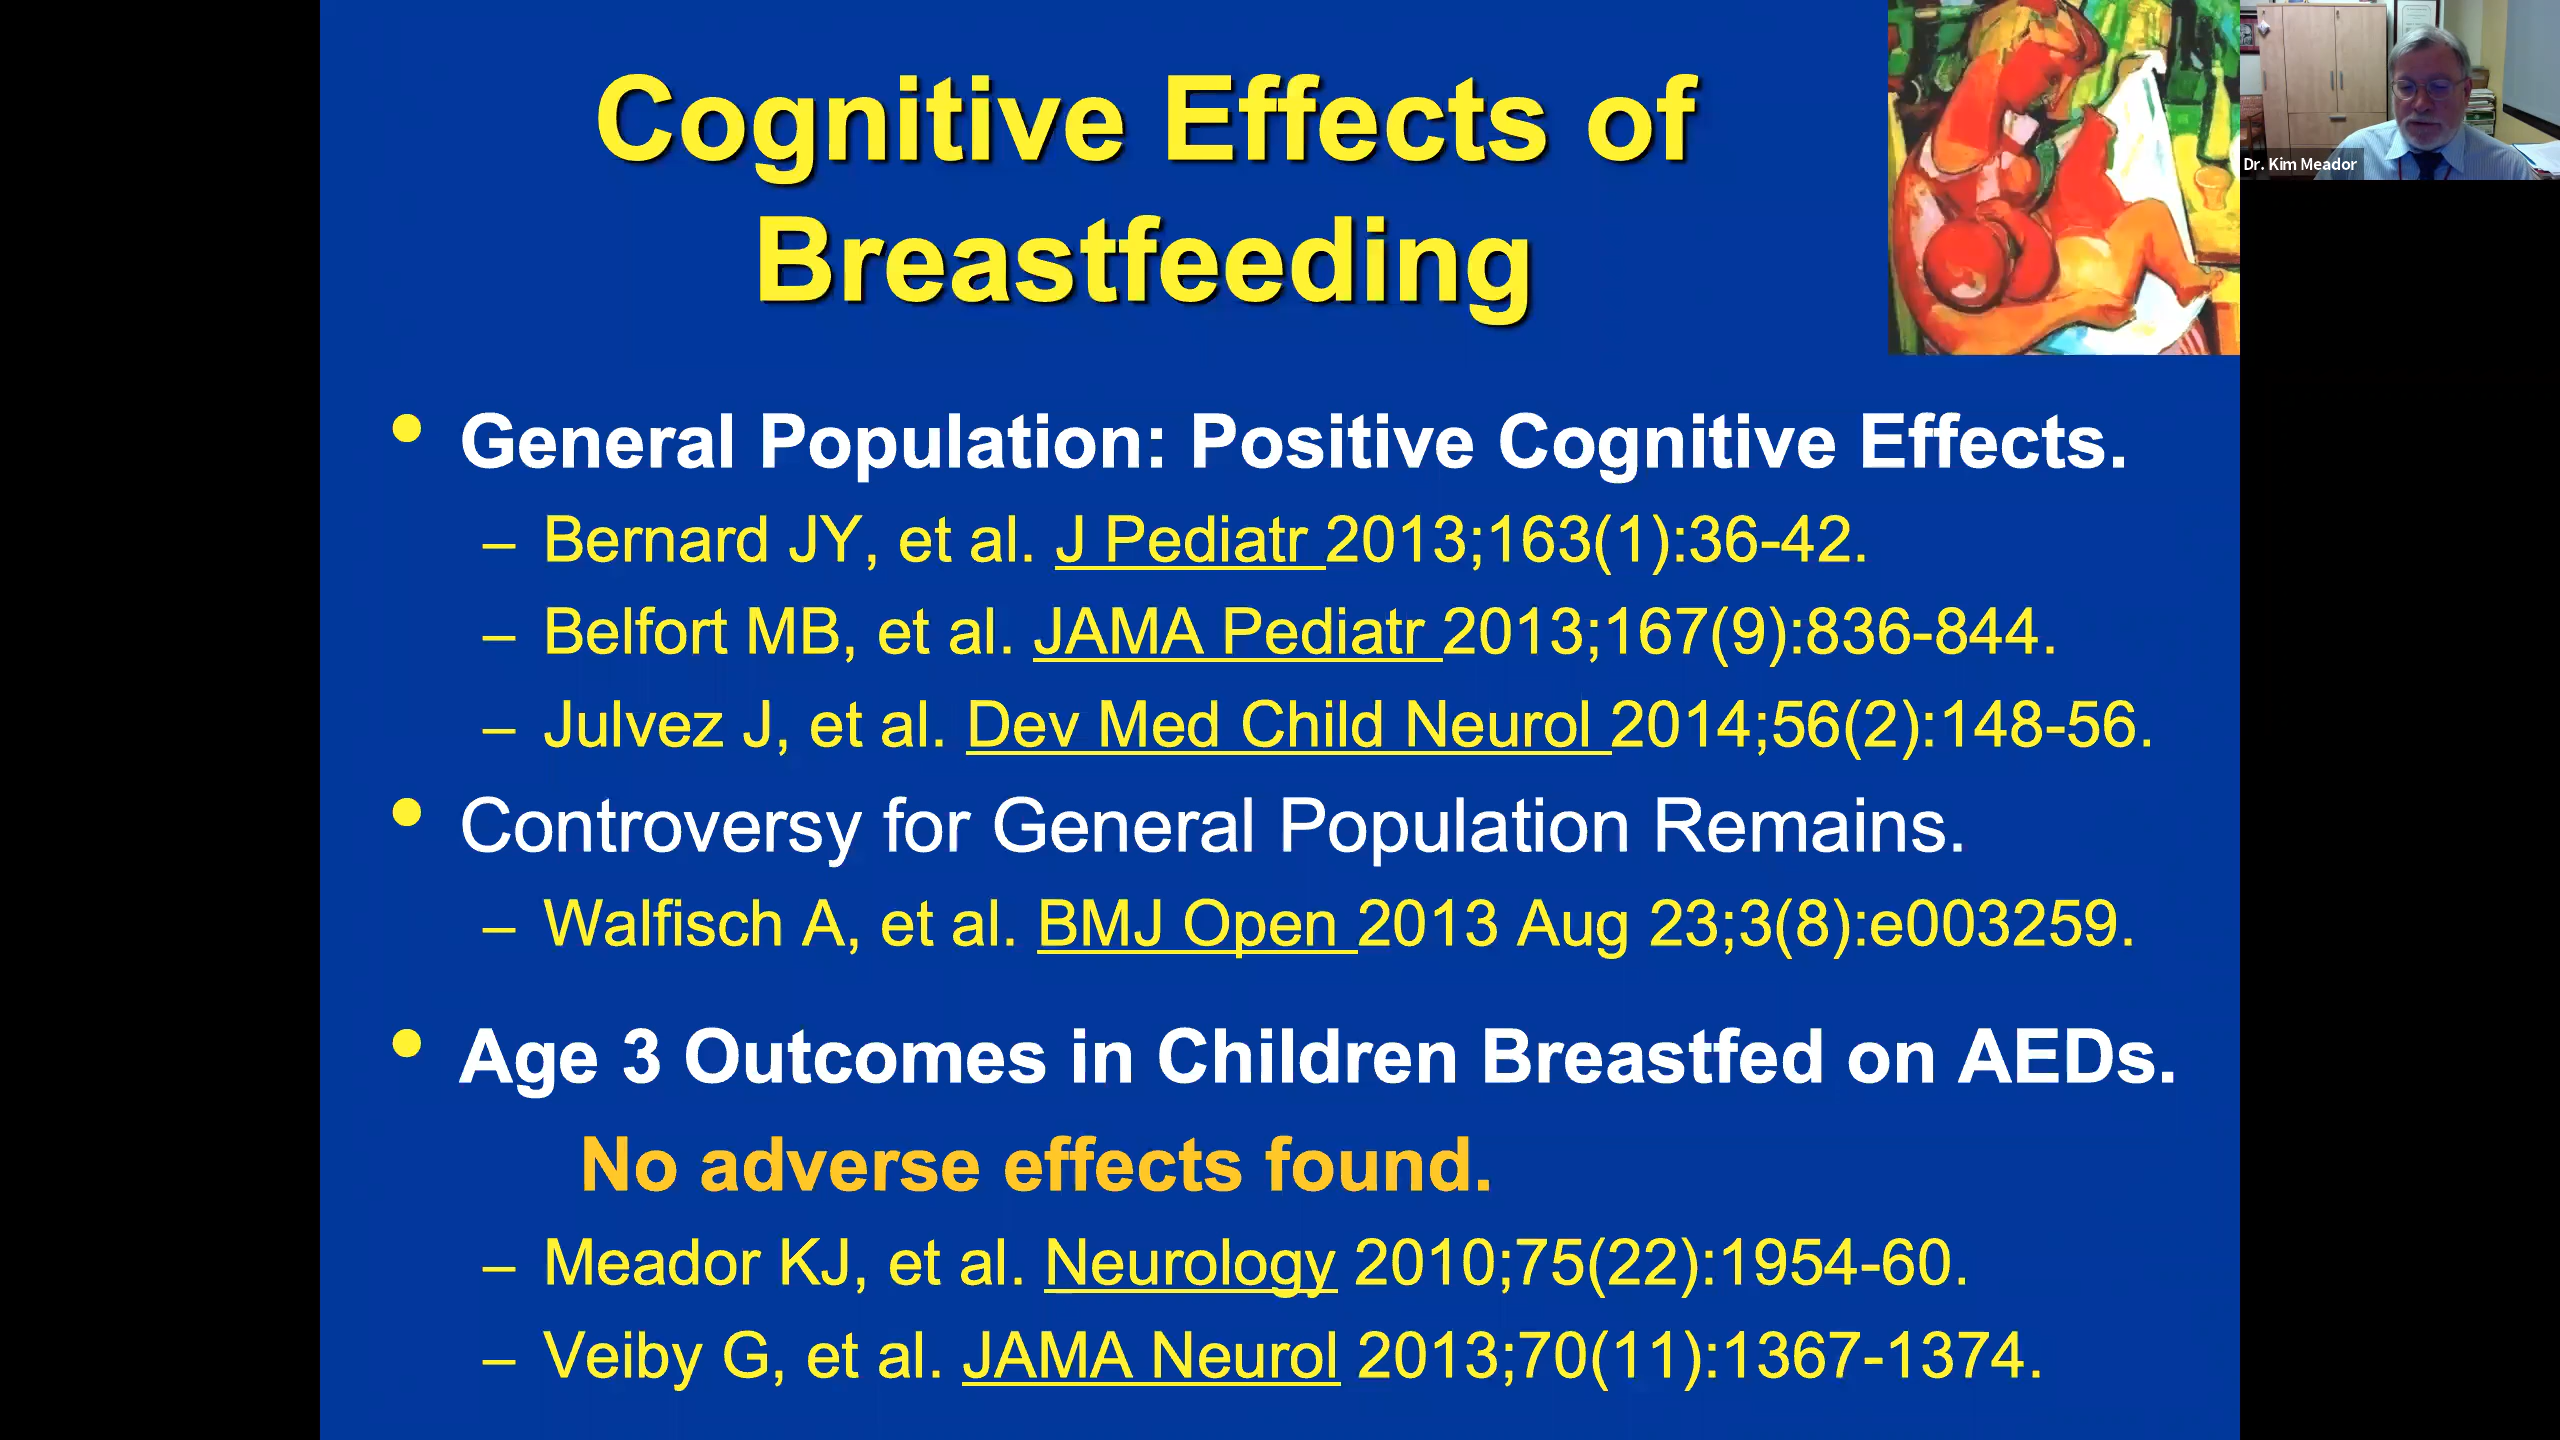 Cognitive Effects of
Breastfeeding
Dr. Kim Meador
• General Population: Positive Cognitive Effects.
– Bernard JY, et al. J Pediatr 2013;163(1):36-42.
– Belfort MB, et al. JAMA Pediatr 2013;167(9):836-844.
– Julvez J, et al. Dev Med Child Neurol 2014;56(2):148-56.
• Controversy for General Population Remains.
– Walfisch A, et al. BMJ Open 2013 Aug 23;3(8):e003259.
• Age 3 Outcomes in Children Breastfed on AEDs.
No adverse effects found.
– Meador KJ, et al. Neurology 2010;75(22):1954-60.
– Veiby G, et al. JAMA Neurol 2013;70(11):1367-1374.